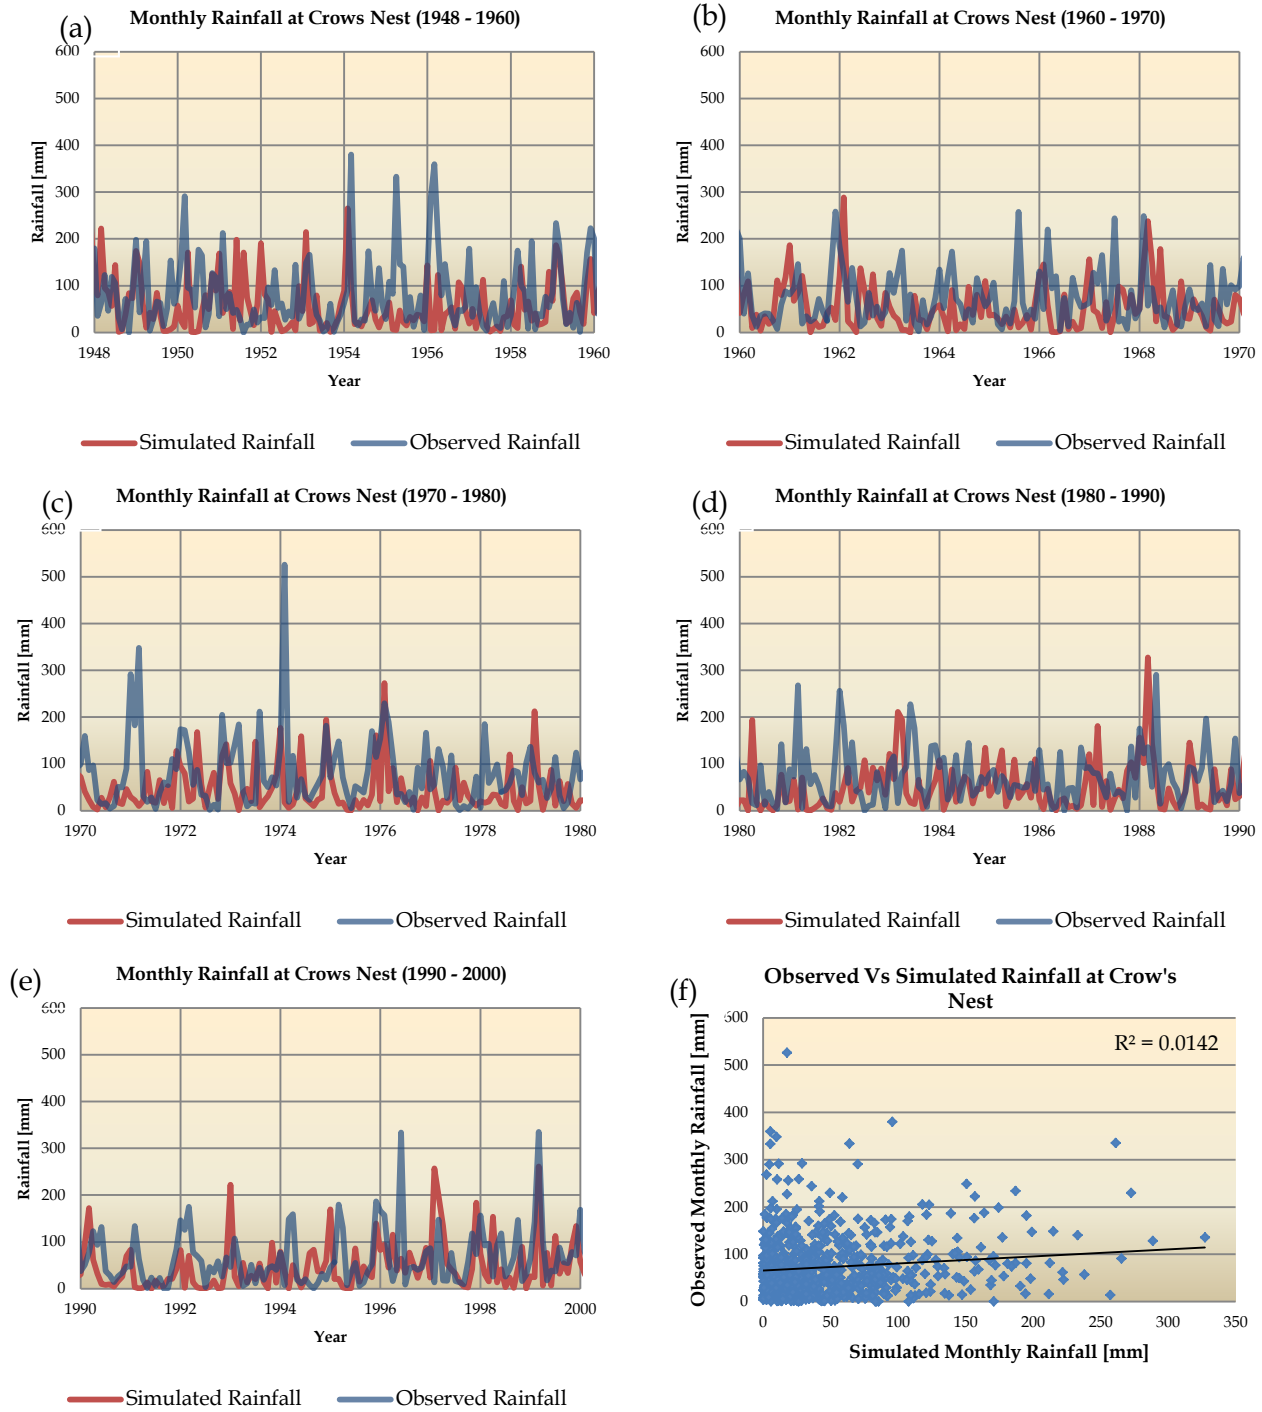 (a)
Monthly Rainfall at Crows Nest (1948 - 1960)
Rainfall [mm]
600
500
400
300
200
100
0
1948 1950 1952 1954 1956 1958 1960
Year
Simulated Rainfall Observed Rainfall
(b)
Monthly Rainfall at Crows Nest (1960 - 1970)
Rainfall [mm]
600
500
400
300
200
100
0
1960 1962 1964 1966 1968 1970
Year
Simulated Rainfall Observed Rainfall
(c)
Monthly Rainfall at Crows Nest (1970 - 1980)
Rainfall [mm]
600
500
400
300
200
100
0
1970 1972 1974 1976 1978 1980
Year
Simulated Rainfall Observed Rainfall
(d)
Monthly Rainfall at Crows Nest (1980 - 1990)
Rainfall [mm]
600
500
400
300
200
100
0
1980 1982 1984 1986 1988 1990
Year
Simulated Rainfall Observed Rainfall
(e)
Monthly Rainfall at Crows Nest (1990 - 2000)
Rainfall [mm]
600
500
400
300
200
100
0
1990 1992 1994 1996 1998 2000
Year
Simulated Rainfall Observed Rainfall
(f)
Observed Vs Simulated Rainfall at Crow's
Nest
Observed Monthly Rainfall [mm]
600
500
400
300
200
100
0
R² = 0.0142
0 50 100 150 200 250 300 350
Simulated Monthly Rainfall [mm]